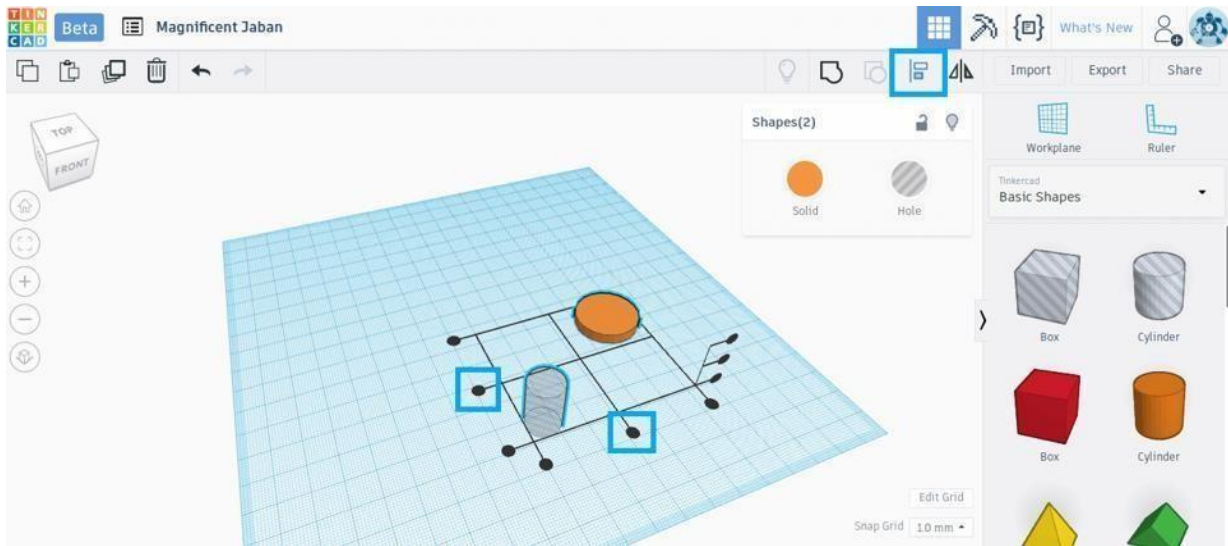 TIN
KER
CAD
Beta
Magnificent Jaban
What's New
Import
Export
Share
TOP
FRONT
Shapes(2)
Solid
Hole
Workplane
Ruler
Tinkercad
Basic Shapes
Box
Cylinder
Box
Cylinder
Edit Grid
Snap Grid 1.0 mm